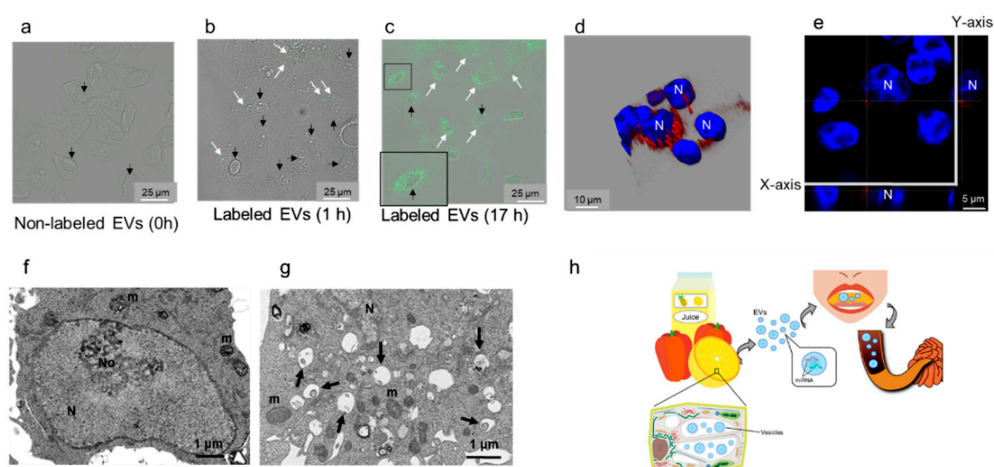 a
b
c
d
e
Y-axis
N
N
N
N
N
X-axis
N
25 µm
25 µm
25 µm
10 µm
5 µm
Non-labeled EVs (0h)
Labeled EVs (1 h)
Labeled EVs (17 h)
f
g
h
m
m
No
N
1 µm
N
m
m
1 µm
Juice
EVs
miRNA
Vesicles